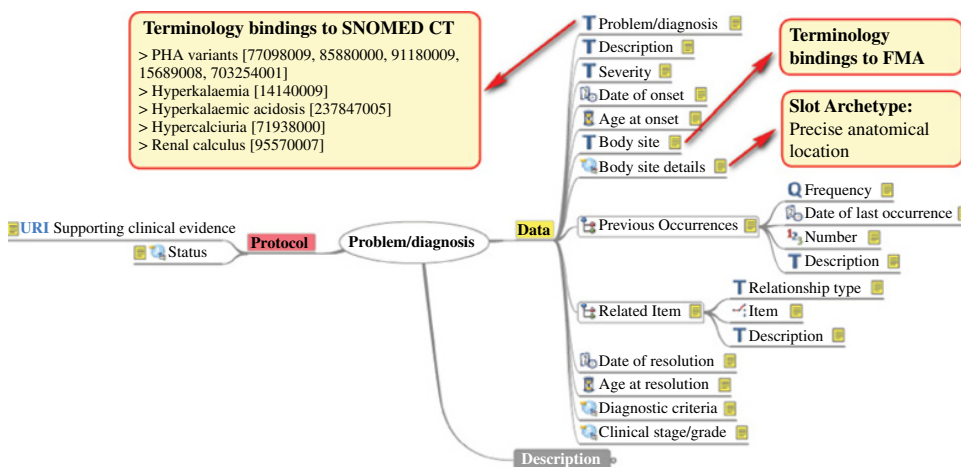 Terminology bindings to SNOMED CT
> PHA variants [77098009, 85880000, 91180009,
15689008, 703254001]
> Hyperkalaemia [14140009]
> Hyperkalaemic acidosis [237847005]
> Hypercalciuria [71938000]
> Renal calculus [95570007]
T Problem/diagnosis
T Description
T Severity
Date of onset
Age at onset
T Body site
Body site details
Terminology
bindings to FMA
Slot Archetype:
Precise anatomical
location
URI Supporting clinical evidence
Status
Protocol
Problem/diagnosis
Data
Previous Occurrences
Q Frequency
Date of last occurrence
123 Number
T Description
Related Item
T Relationship type
Item
T Description
Date of resolution
Age at resolution
Diagnostic criteria
Clinical stage/grade
Description